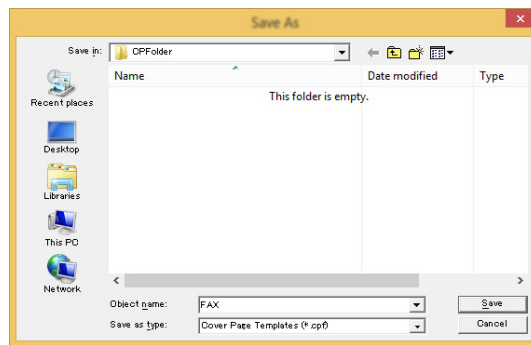 Save As
Save in: CPFolder
Name Date modified Type
This folder is empty.
Recent places
Desktop
Libraries
This PC
Network
Object name: FAX Save
Save as type: Cover Page Templates (*.cpf) Cancel